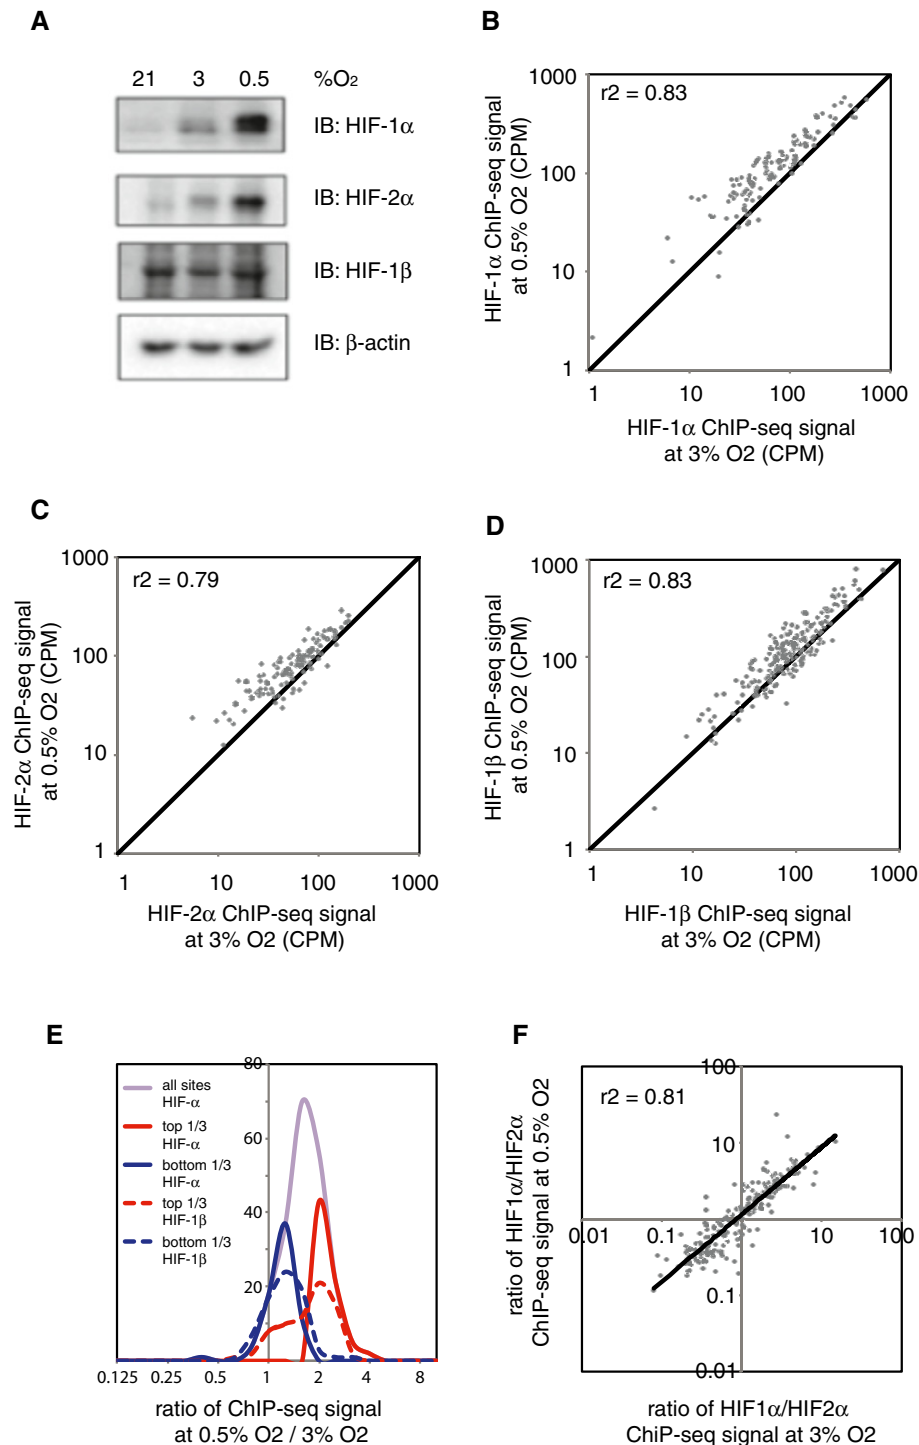 A
21 3 0.5 %O2
IB: HIF-1α
IB: HIF-2α
IB: HIF-1β
IB: β-actin
B
r2 = 0.83
1000
100
10
1
1 10 100 1000
HIF-1α ChIP-seq signal
at 0.5% O2 (CPM)
HIF-1α ChIP-seq signal
at 3% O2 (CPM)
C
r2 = 0.79
1000
100
10
1
1 10 100 1000
HIF-2α ChIP-seq signal
at 0.5% O2 (CPM)
HIF-2α ChIP-seq signal
at 3% O2 (CPM)
D
r2 = 0.83
1000
100
10
1
1 10 100 1000
HIF-1β ChIP-seq signal
at 0.5% O2 (CPM)
HIF-1β ChIP-seq signal
at 3% O2 (CPM)
E
80
60
40
20
all sites
HIF-α
top 1/3
HIF-α
bottom 1/3
HIF-α
top 1/3
HIF-1β
bottom 1/3
HIF-1β
0.125 0.25 0.5 1 2 4 8
ratio of ChIP-seq signal
at 0.5% O2 / 3% O2
F
r2 = 0.81
100
10
0.1
0.01
0.01 0.1 10 100
ratio of HIF1α/HIF2α
ChIP-seq signal at 0.5% O2
ratio of HIF1α/HIF2α
ChiP-seq signal at 3% O2